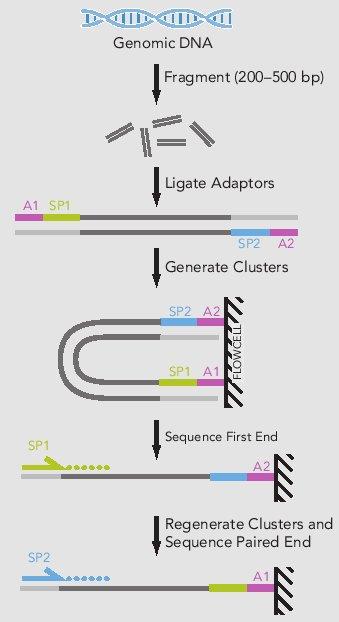 Genomic DNA
Fragment (200–500 bp)
Ligate Adaptors
A1 SP1
SP2 A2
Generate Clusters
SP2 A2
FLOWCELL
SP1 A1
Sequence First End
SP1
A2
Regenerate Clusters and
Sequence Paired End
SP2
A1